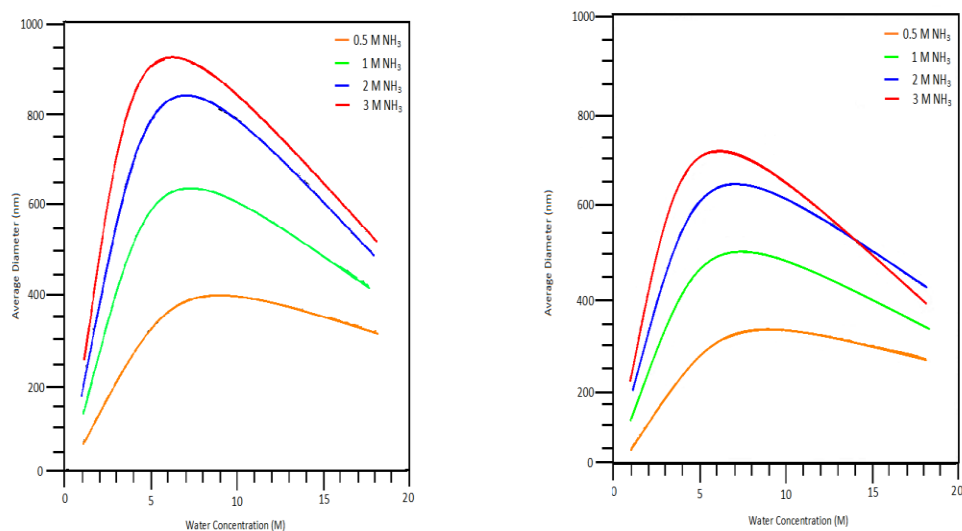 1000
800
600
400
200
0
Average Diameter (nm)
0.5 M NH₃
1 M NH₃
2 M NH₃
3 M NH₃
0 5 10 15 20
Water Concentration (M)
1000
800
600
400
200
0
Average Diameter (nm)
0.5 M NH₃
1 M NH₃
2 M NH₃
3 M NH₃
0 5 10 15 20
Water Concentration (M)